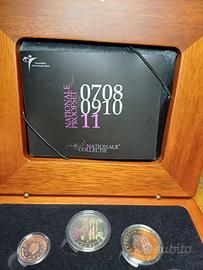 NATIONALE
PROOFSET
0708
0910
11
NATIONALE
COLLECTIE
subito